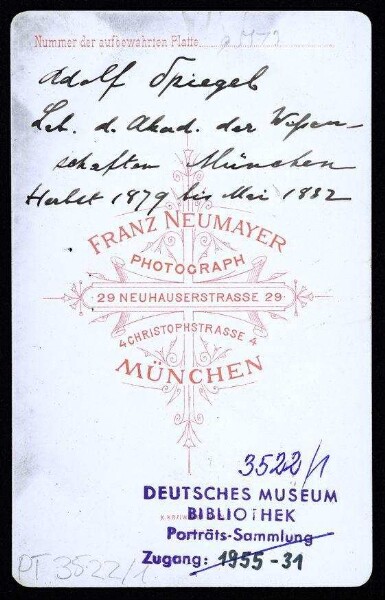 Nummer der aufbewahrten Platte
Adolf Spiegel
Lab. d. Akad. der Wissen-
schaften München
Herbst 1879 bis Mai 1882
FRANZ NEUMAYER
PHOTOGRAPH
29 NEUHAUSERSTRASSE 29
4 CHRISTOPHSTRASSE 4
MÜNCHEN
3522/1
DEUTSCHES MUSEUM
BIBLIOTHEK
Porträts-Sammlung
Zugang: 1955-31
PT 3522/1